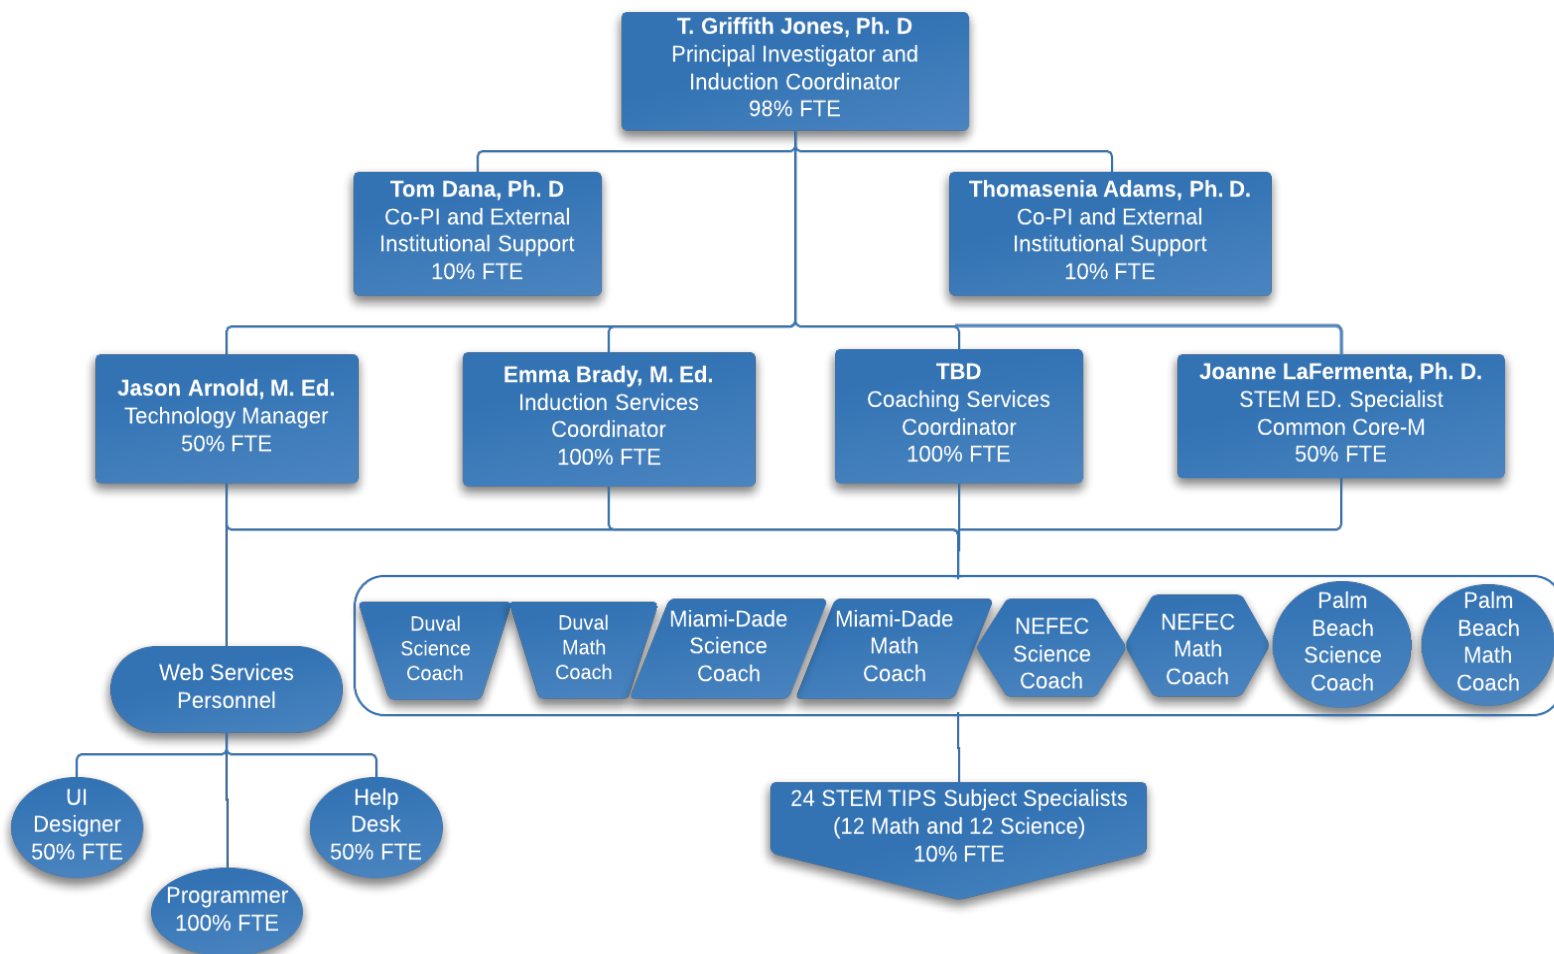 T. Griffith Jones, Ph. D
Principal Investigator and
Induction Coordinator
98% FTE
Tom Dana, Ph. D
Co-PI and External
Institutional Support
10% FTE
Thomasenia Adams, Ph. D.
Co-PI and External
Institutional Support
10% FTE
Jason Arnold, M. Ed.
Technology Manager
50% FTE
Emma Brady, M. Ed.
Induction Services
Coordinator
100% FTE
TBD
Coaching Services
Coordinator
100% FTE
Joanne LaFermenta, Ph. D.
STEM ED. Specialist
Common Core-M
50% FTE
Duval
Science
Coach
Duval
Math
Coach
Miami-Dade
Science
Coach
Miami-Dade
Math
Coach
NEFEC
Science
Coach
NEFEC
Math
Coach
Palm
Beach
Science
Coach
Palm
Beach
Math
Coach
Web Services
Personnel
UI
Designer
50% FTE
Programmer
100% FTE
Help
Desk
50% FTE
24 STEM TIPS Subject Specialists
(12 Math and 12 Science)
10% FTE